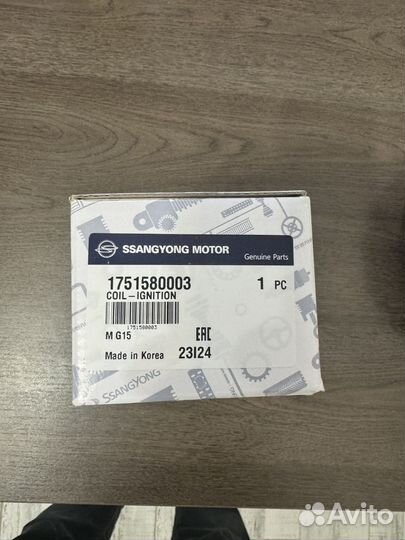 SSANGYONG MOTOR
Genuine Parts
1751580003 1 PC
COIL-IGNITION
1751580003
M G15 EAC
Made in Korea 23I24
SSANGYONG
Avito